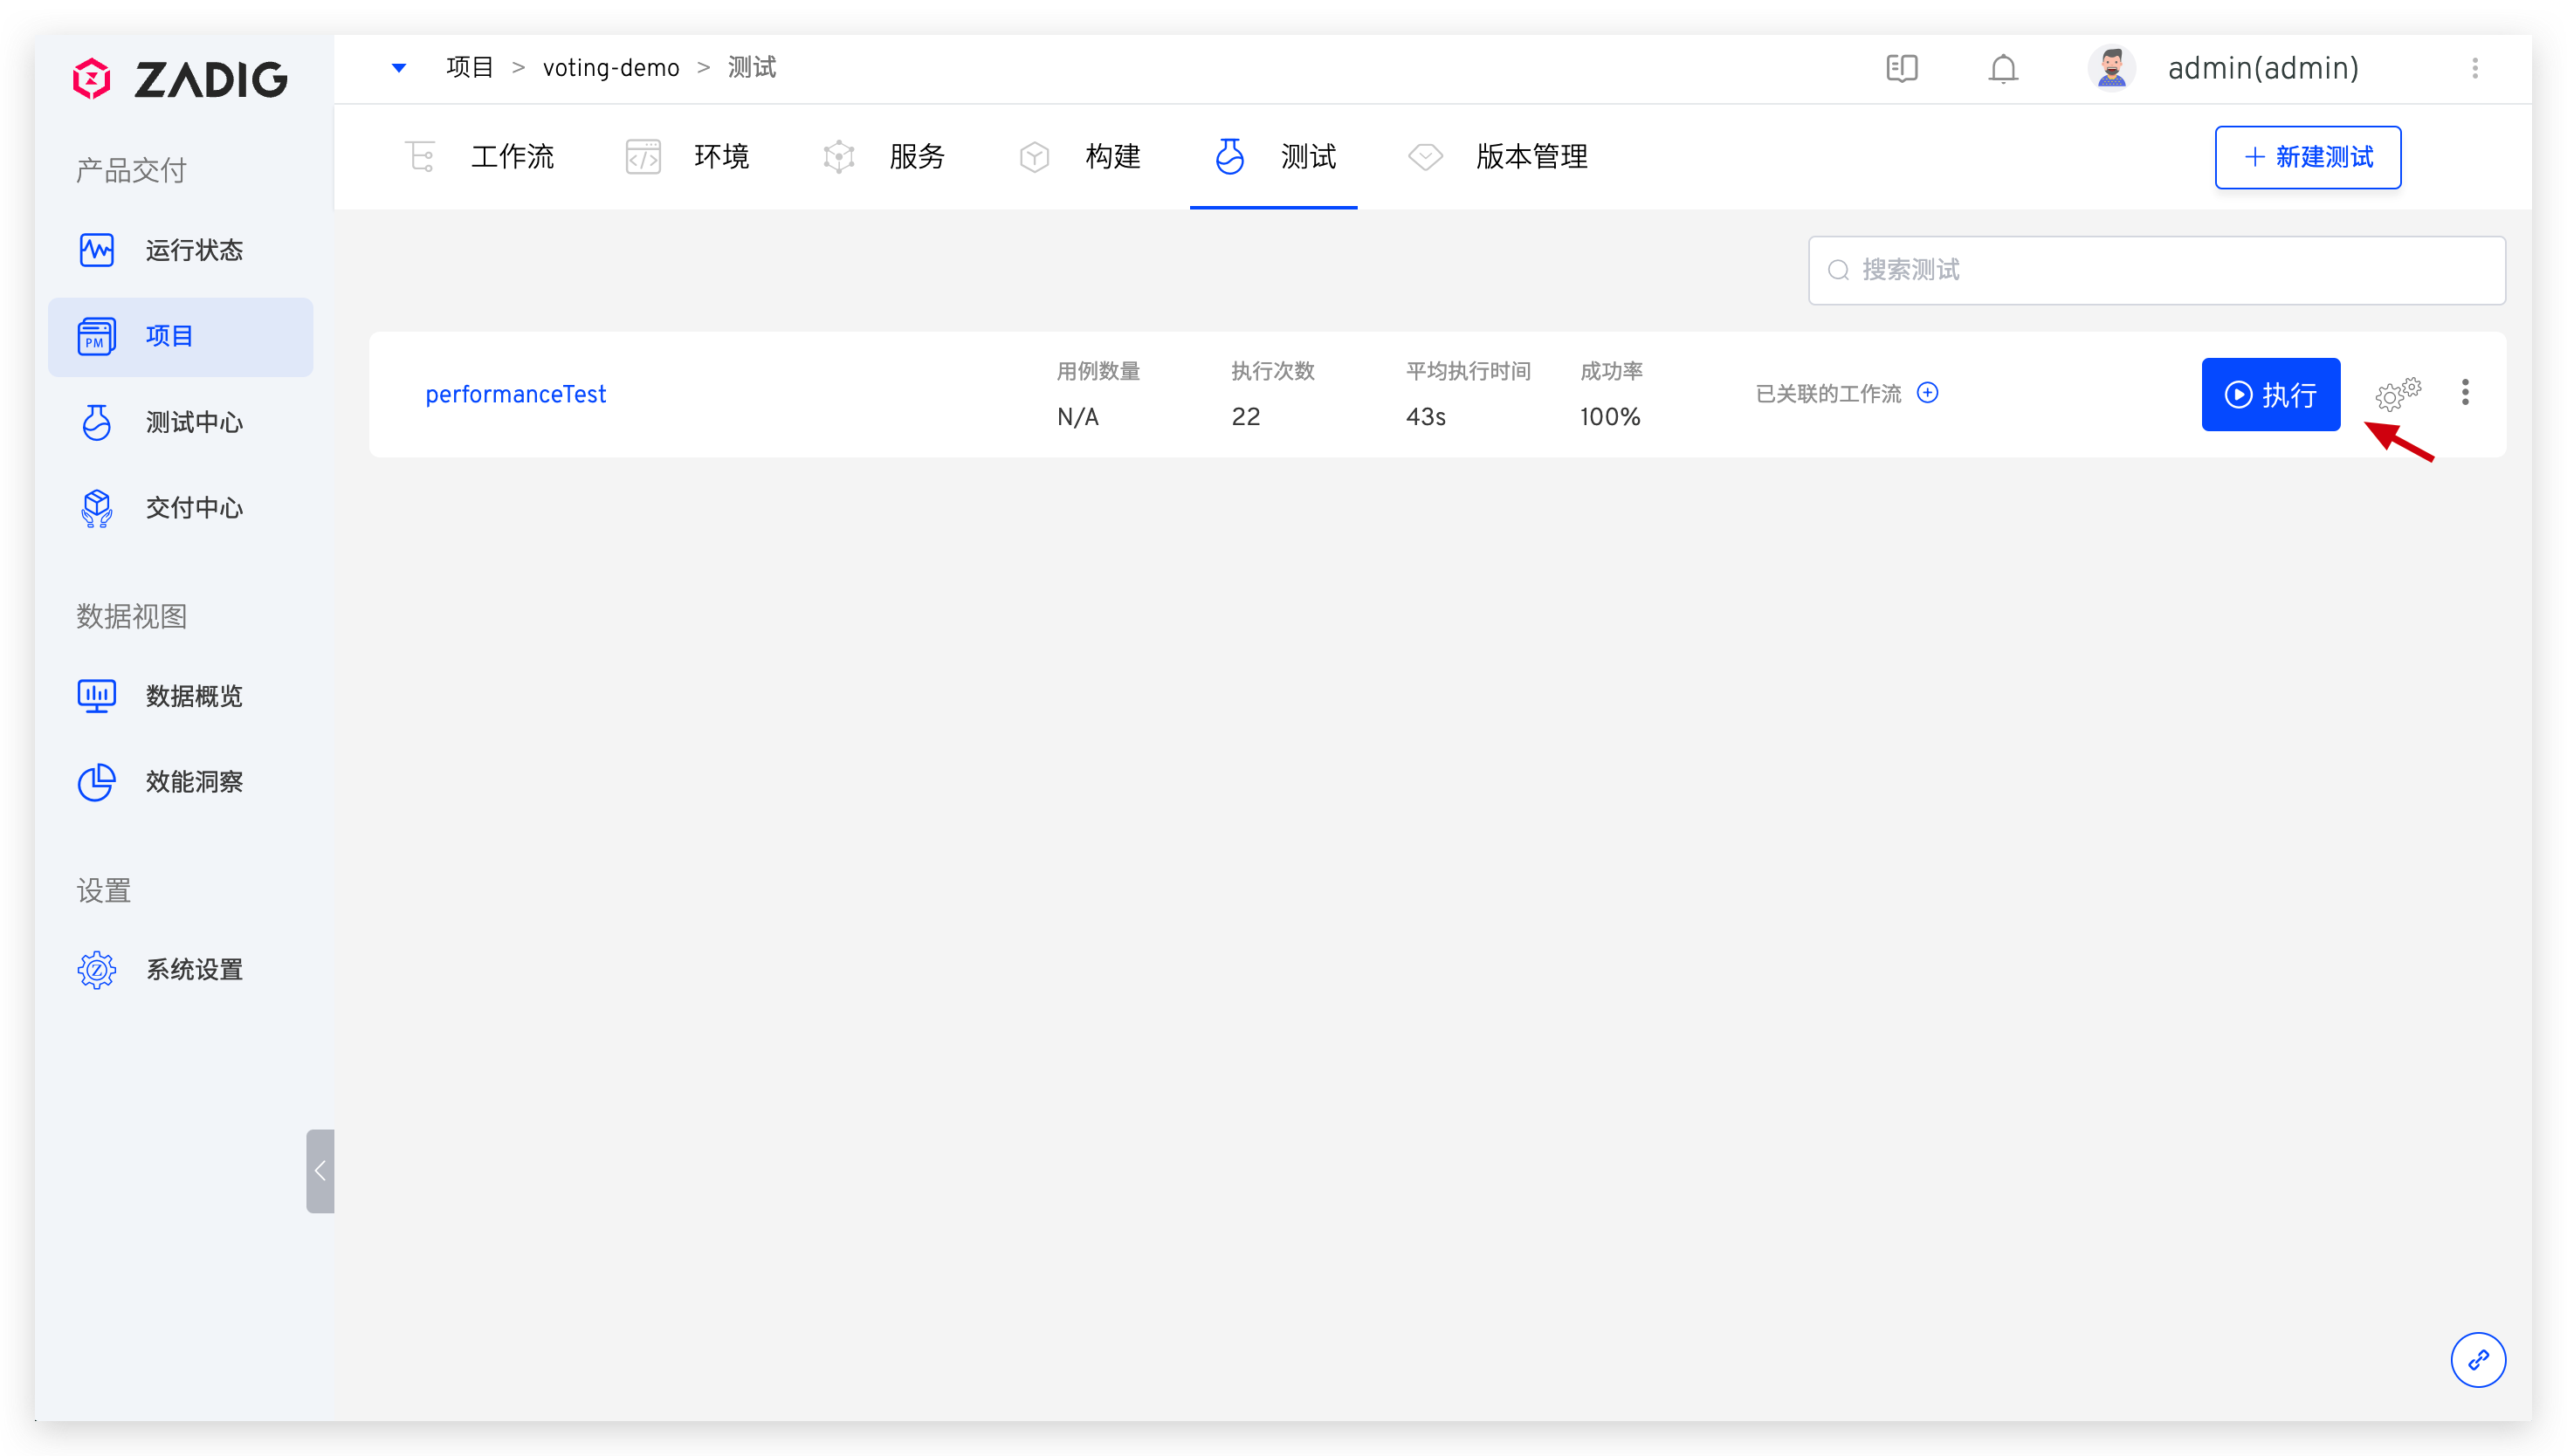 ZADIG
项目 > voting-demo > 测试
admin(admin)
产品交付
运行状态
PM
项目
测试中心
交付中心
数据视图
数据概览
效能洞察
设置
Z
系统设置
工作流
</>
环境
服务
构建
测试
版本管理
+ 新建测试
搜索测试
performanceTest
用例数量
N/A
执行次数
22
平均执行时间
43s
成功率
100%
已关联的工作流
执行